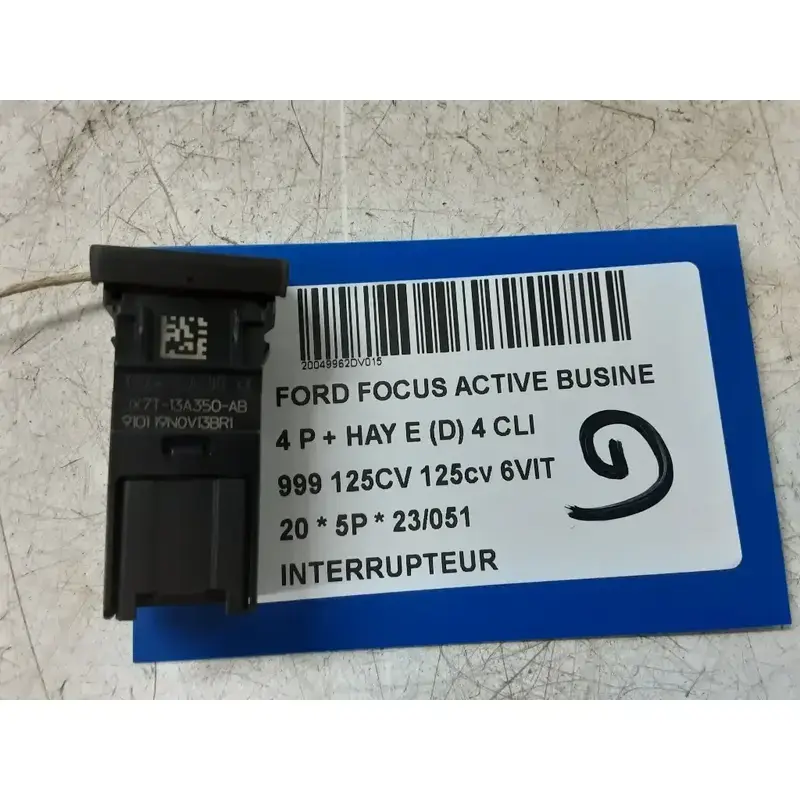 JX7T-13A350-AB
9101 19NOV13BR1
20049962DV015
FORD FOCUS ACTIVE BUSINE
4 P + HAY E (D) 4 CLI
999 125CV 125cv 6VIT
20 * 5P * 23/051
INTERRUPTEUR